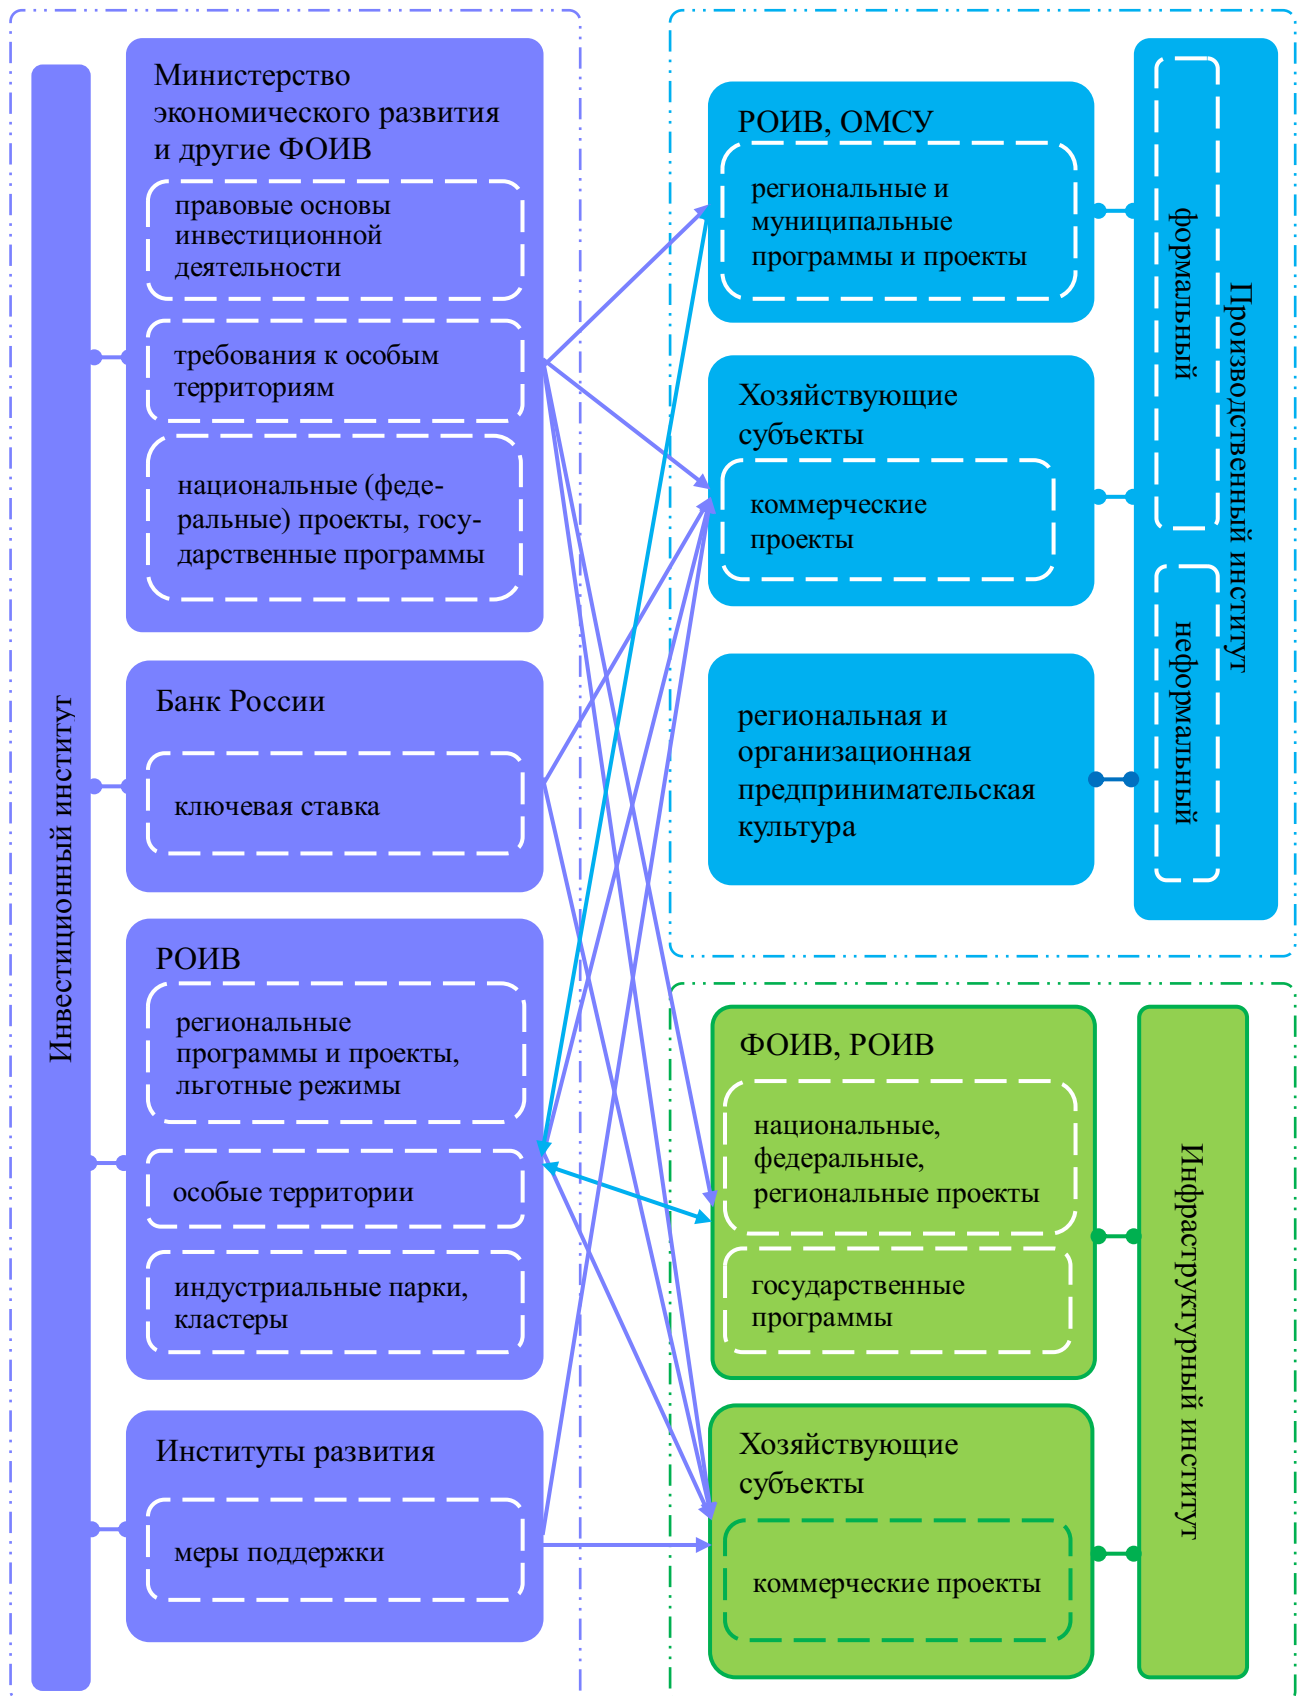 Инвестиционный институт
Министерство
экономического развития
и другие ФОИВ
правовые основы
инвестиционной
деятельности
требования к особым
территориям
национальные (феде-
ральные) проекты, госу-
дарственные программы
Банк России
ключевая ставка
РОИВ
региональные
программы и проекты,
льготные режимы
особые территории
индустриальные парки,
кластеры
Институты развития
меры поддержки
РОИВ, ОМСУ
региональные и
муниципальные
программы и проекты
Хозяйствующие
субъекты
коммерческие
проекты
региональная и
организационная
предпринимательская
культура
формальный
неформальный
Производственный институт
ФОИВ, РОИВ
национальные,
федеральные,
региональные проекты
государственные
программы
Хозяйствующие
субъекты
коммерческие проекты
Инфраструктурный институт